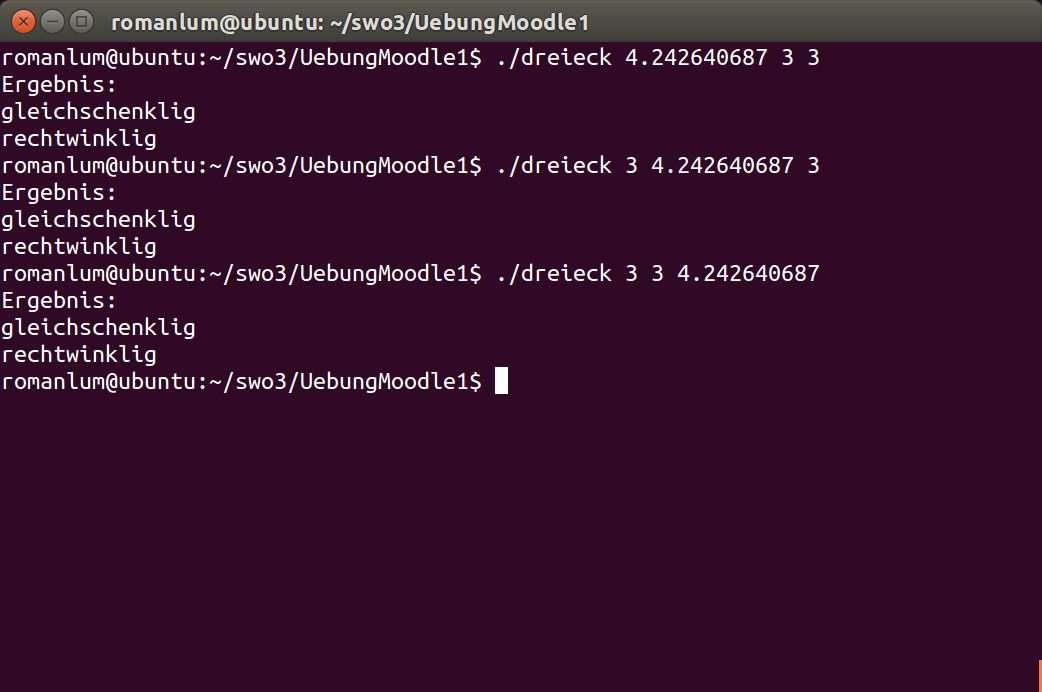 romanlum@ubuntu: ~/swo3/UebungMoodle1
romanlum@ubuntu:~/swo3/UebungMoodle1$ ./dreieck 4.242640687 3 3
Ergebnis:
gleichschenklig
rechtwinklig
romanlum@ubuntu:~/swo3/UebungMoodle1$ ./dreieck 3 4.242640687 3
Ergebnis:
gleichschenklig
rechtwinklig
romanlum@ubuntu:~/swo3/UebungMoodle1$ ./dreieck 3 3 4.242640687
Ergebnis:
gleichschenklig
rechtwinklig
romanlum@ubuntu:~/swo3/UebungMoodle1$